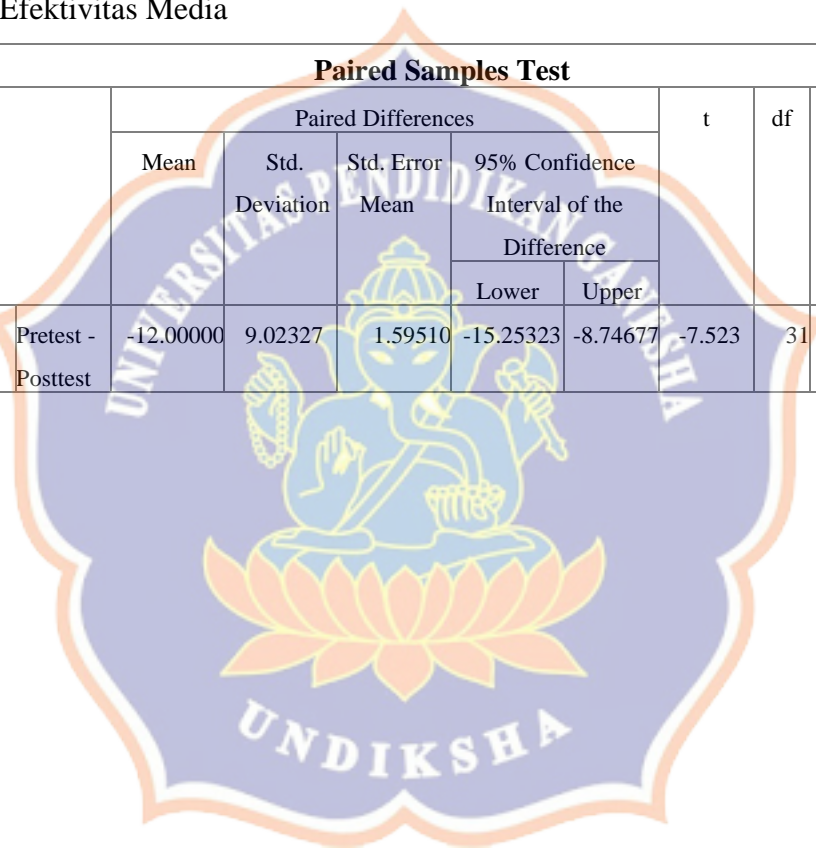 Efektivitas Media
Paired Samples Test
Paired Differences t df
Mean Std. Deviation Std. Error Mean 95% Confidence Interval of the Difference
Lower Upper
Pretest - Posttest -12.00000 9.02327 1.59510 -15.25323 -8.74677 -7.523 31
UNIVERSITAS PENDIDIKAN GANESHA
UNDIKSHA